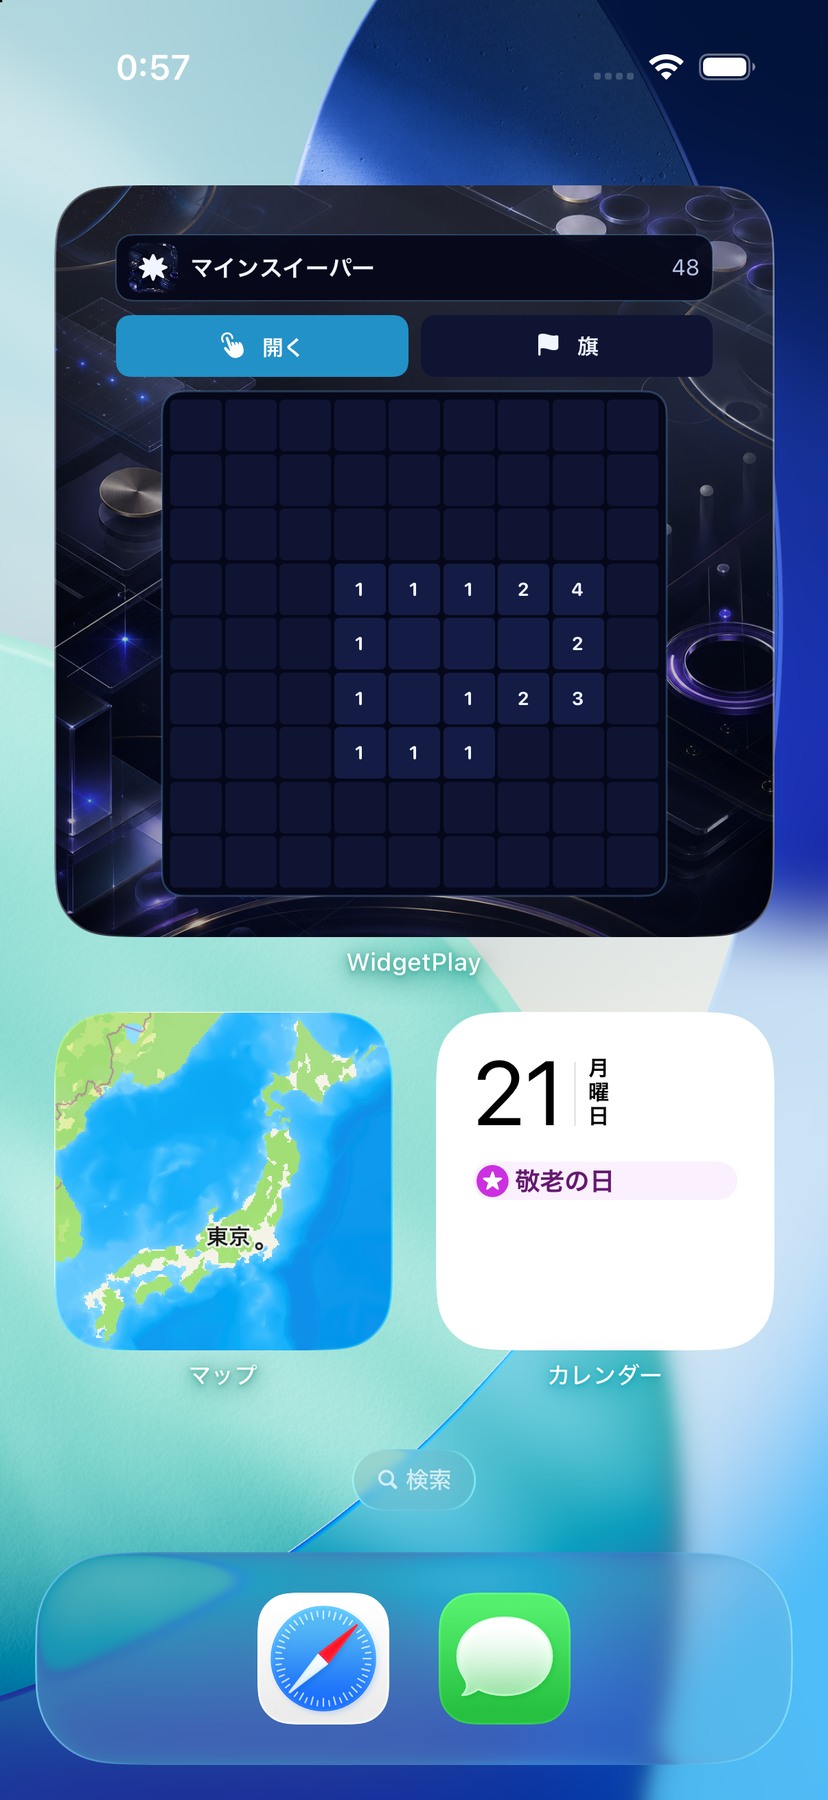 0:57
マインスイーパー 48
開く 旗
1 1 1 2 4
1 2
1 1 2 3
1 1 1
WidgetPlay
東京
マップ
21 月曜日
敬老の日
カレンダー
検索